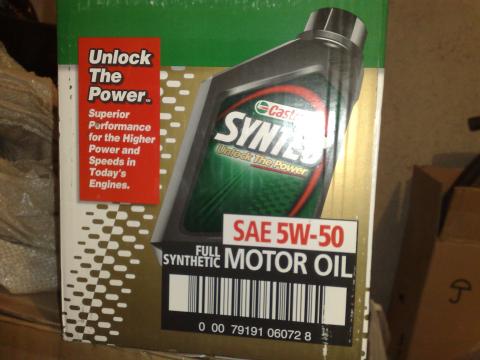 Unlock
The
Power™
Superior
Performance
for the Higher
Power and
Speeds in
Today's
Engines.
Castrol
SYNTEC
Unlock The Power
SAE 5W-50
FULL
SYNTHETIC MOTOR OIL
0 00 79191 06072 8